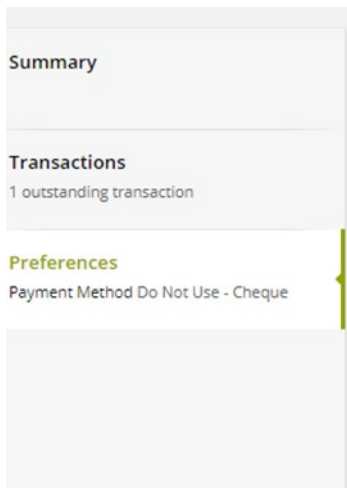 Summary
Transactions
1 outstanding transaction
Preferences
Payment Method Do Not Use - Cheque